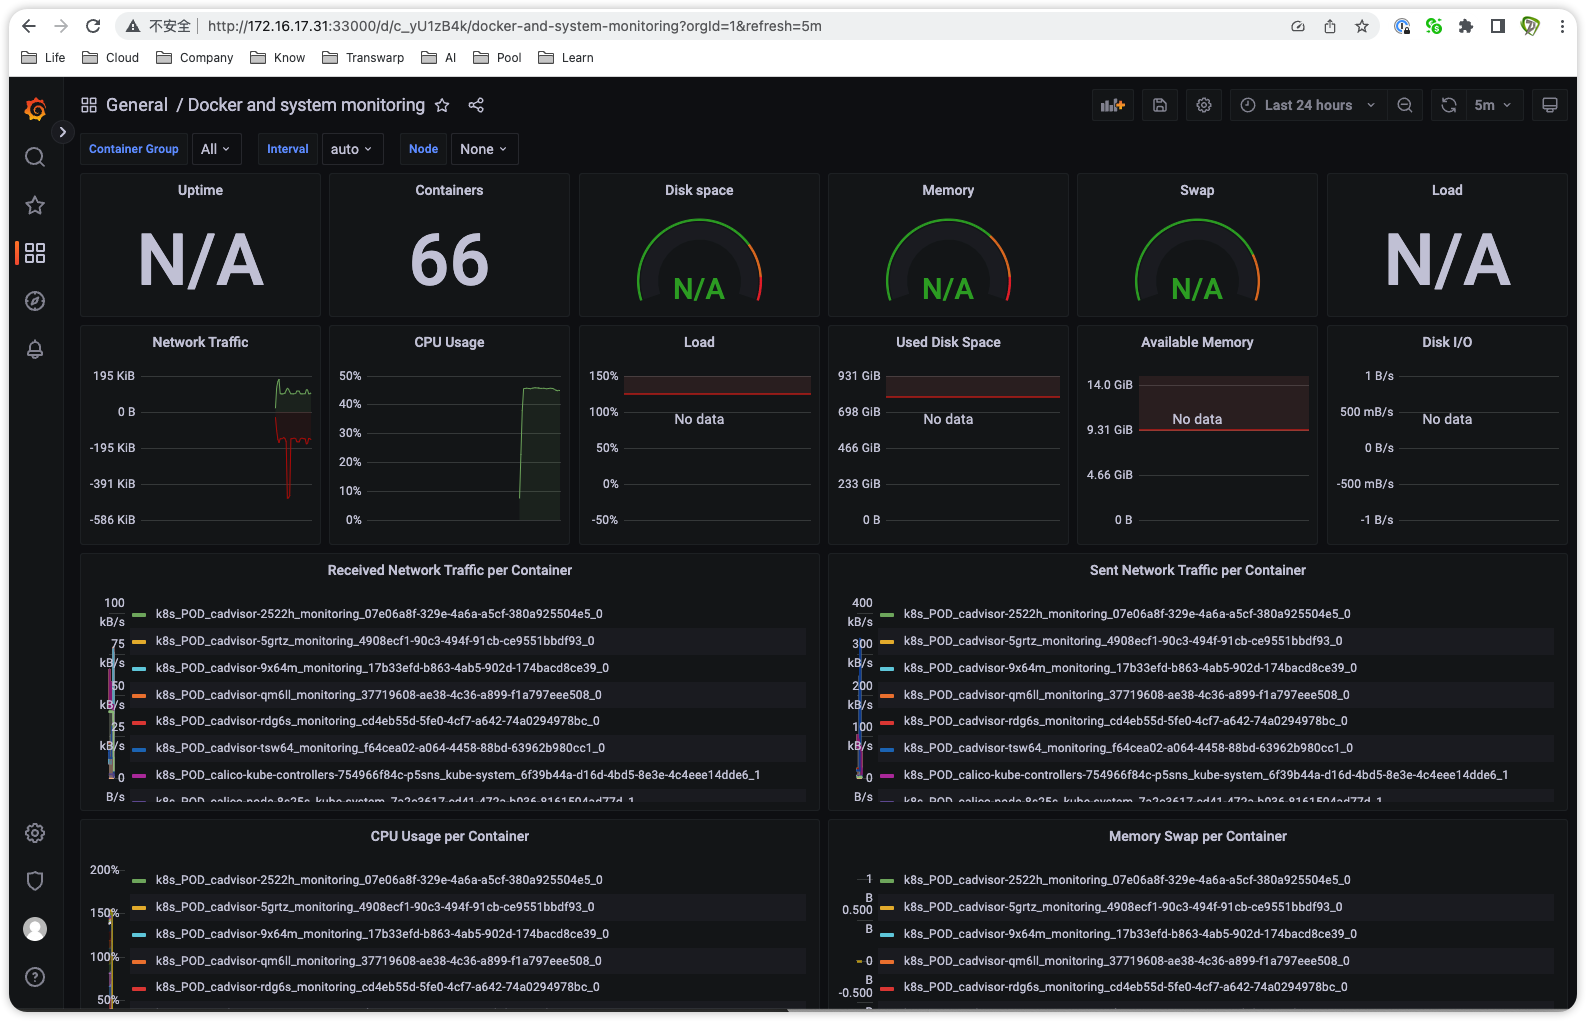 不安全 http://172.16.17.31:33000/d/c_yU1zB4k/docker-and-system-monitoring?orgId=1&refresh=5m
Life Cloud Company Know Transwarp AI Pool Learn
General / Docker and system monitoring Last 24 hours 5m
Container Group All Interval auto Node None
Uptime Containers Disk space Memory Swap Load
N/A 66 N/A N/A N/A N/A
Network Traffic
195 KiB
0 B
-195 KiB
-391 KiB
-586 KiB
CPU Usage
50%
40%
30%
20%
10%
0%
Load
150%
100%
No data
50%
0%
-50%
Used Disk Space
931 GiB
698 GiB
No data
466 GiB
233 GiB
0 B
Available Memory
14.0 GiB
No data
9.31 GiB
4.66 GiB
0 B
Disk I/O
1 B/s
500 mB/s
No data
0 B/s
-500 mB/s
-1 B/s
Received Network Traffic per Container
100 kB/s
75 kB/s
50 kB/s
25 kB/s
0 B/s
k8s_POD_cadvisor-2522h_monitoring_07e06a8f-329e-4a6a-a5cf-380a925504e5_0
k8s_POD_cadvisor-5grtz_monitoring_4908ecf1-90c3-494f-91cb-ce9551bbdf93_0
k8s_POD_cadvisor-9x64m_monitoring_17b33efd-b863-4ab5-902d-174bacd8ce39_0
k8s_POD_cadvisor-qm6ll_monitoring_37719608-ae38-4c36-a899-f1a797eee508_0
k8s_POD_cadvisor-rdg6s_monitoring_cd4eb55d-5fe0-4cf7-a642-74a0294978bc_0
k8s_POD_cadvisor-tsw64_monitoring_f64cea02-a064-4458-88bd-63962b980cc1_0
k8s_POD_calico-kube-controllers-754966f84c-p5sns_kube-system_6f39b44a-d16d-4bd5-8e3e-4c4eee14dde6_1
Sent Network Traffic per Container
400 kB/s
300 kB/s
200 kB/s
100 kB/s
0 B/s
k8s_POD_cadvisor-2522h_monitoring_07e06a8f-329e-4a6a-a5cf-380a925504e5_0
k8s_POD_cadvisor-5grtz_monitoring_4908ecf1-90c3-494f-91cb-ce9551bbdf93_0
k8s_POD_cadvisor-9x64m_monitoring_17b33efd-b863-4ab5-902d-174bacd8ce39_0
k8s_POD_cadvisor-qm6ll_monitoring_37719608-ae38-4c36-a899-f1a797eee508_0
k8s_POD_cadvisor-rdg6s_monitoring_cd4eb55d-5fe0-4cf7-a642-74a0294978bc_0
k8s_POD_cadvisor-tsw64_monitoring_f64cea02-a064-4458-88bd-63962b980cc1_0
k8s_POD_calico-kube-controllers-754966f84c-p5sns_kube-system_6f39b44a-d16d-4bd5-8e3e-4c4eee14dde6_1
CPU Usage per Container
200%
150%
100%
50%
k8s_POD_cadvisor-2522h_monitoring_07e06a8f-329e-4a6a-a5cf-380a925504e5_0
k8s_POD_cadvisor-5grtz_monitoring_4908ecf1-90c3-494f-91cb-ce9551bbdf93_0
k8s_POD_cadvisor-9x64m_monitoring_17b33efd-b863-4ab5-902d-174bacd8ce39_0
k8s_POD_cadvisor-qm6ll_monitoring_37719608-ae38-4c36-a899-f1a797eee508_0
k8s_POD_cadvisor-rdg6s_monitoring_cd4eb55d-5fe0-4cf7-a642-74a0294978bc_0
Memory Swap per Container
1 B
0.500 B
0 B
-0.500
k8s_POD_cadvisor-2522h_monitoring_07e06a8f-329e-4a6a-a5cf-380a925504e5_0
k8s_POD_cadvisor-5grtz_monitoring_4908ecf1-90c3-494f-91cb-ce9551bbdf93_0
k8s_POD_cadvisor-9x64m_monitoring_17b33efd-b863-4ab5-902d-174bacd8ce39_0
k8s_POD_cadvisor-qm6ll_monitoring_37719608-ae38-4c36-a899-f1a797eee508_0
k8s_POD_cadvisor-rdg6s_monitoring_cd4eb55d-5fe0-4cf7-a642-74a0294978bc_0